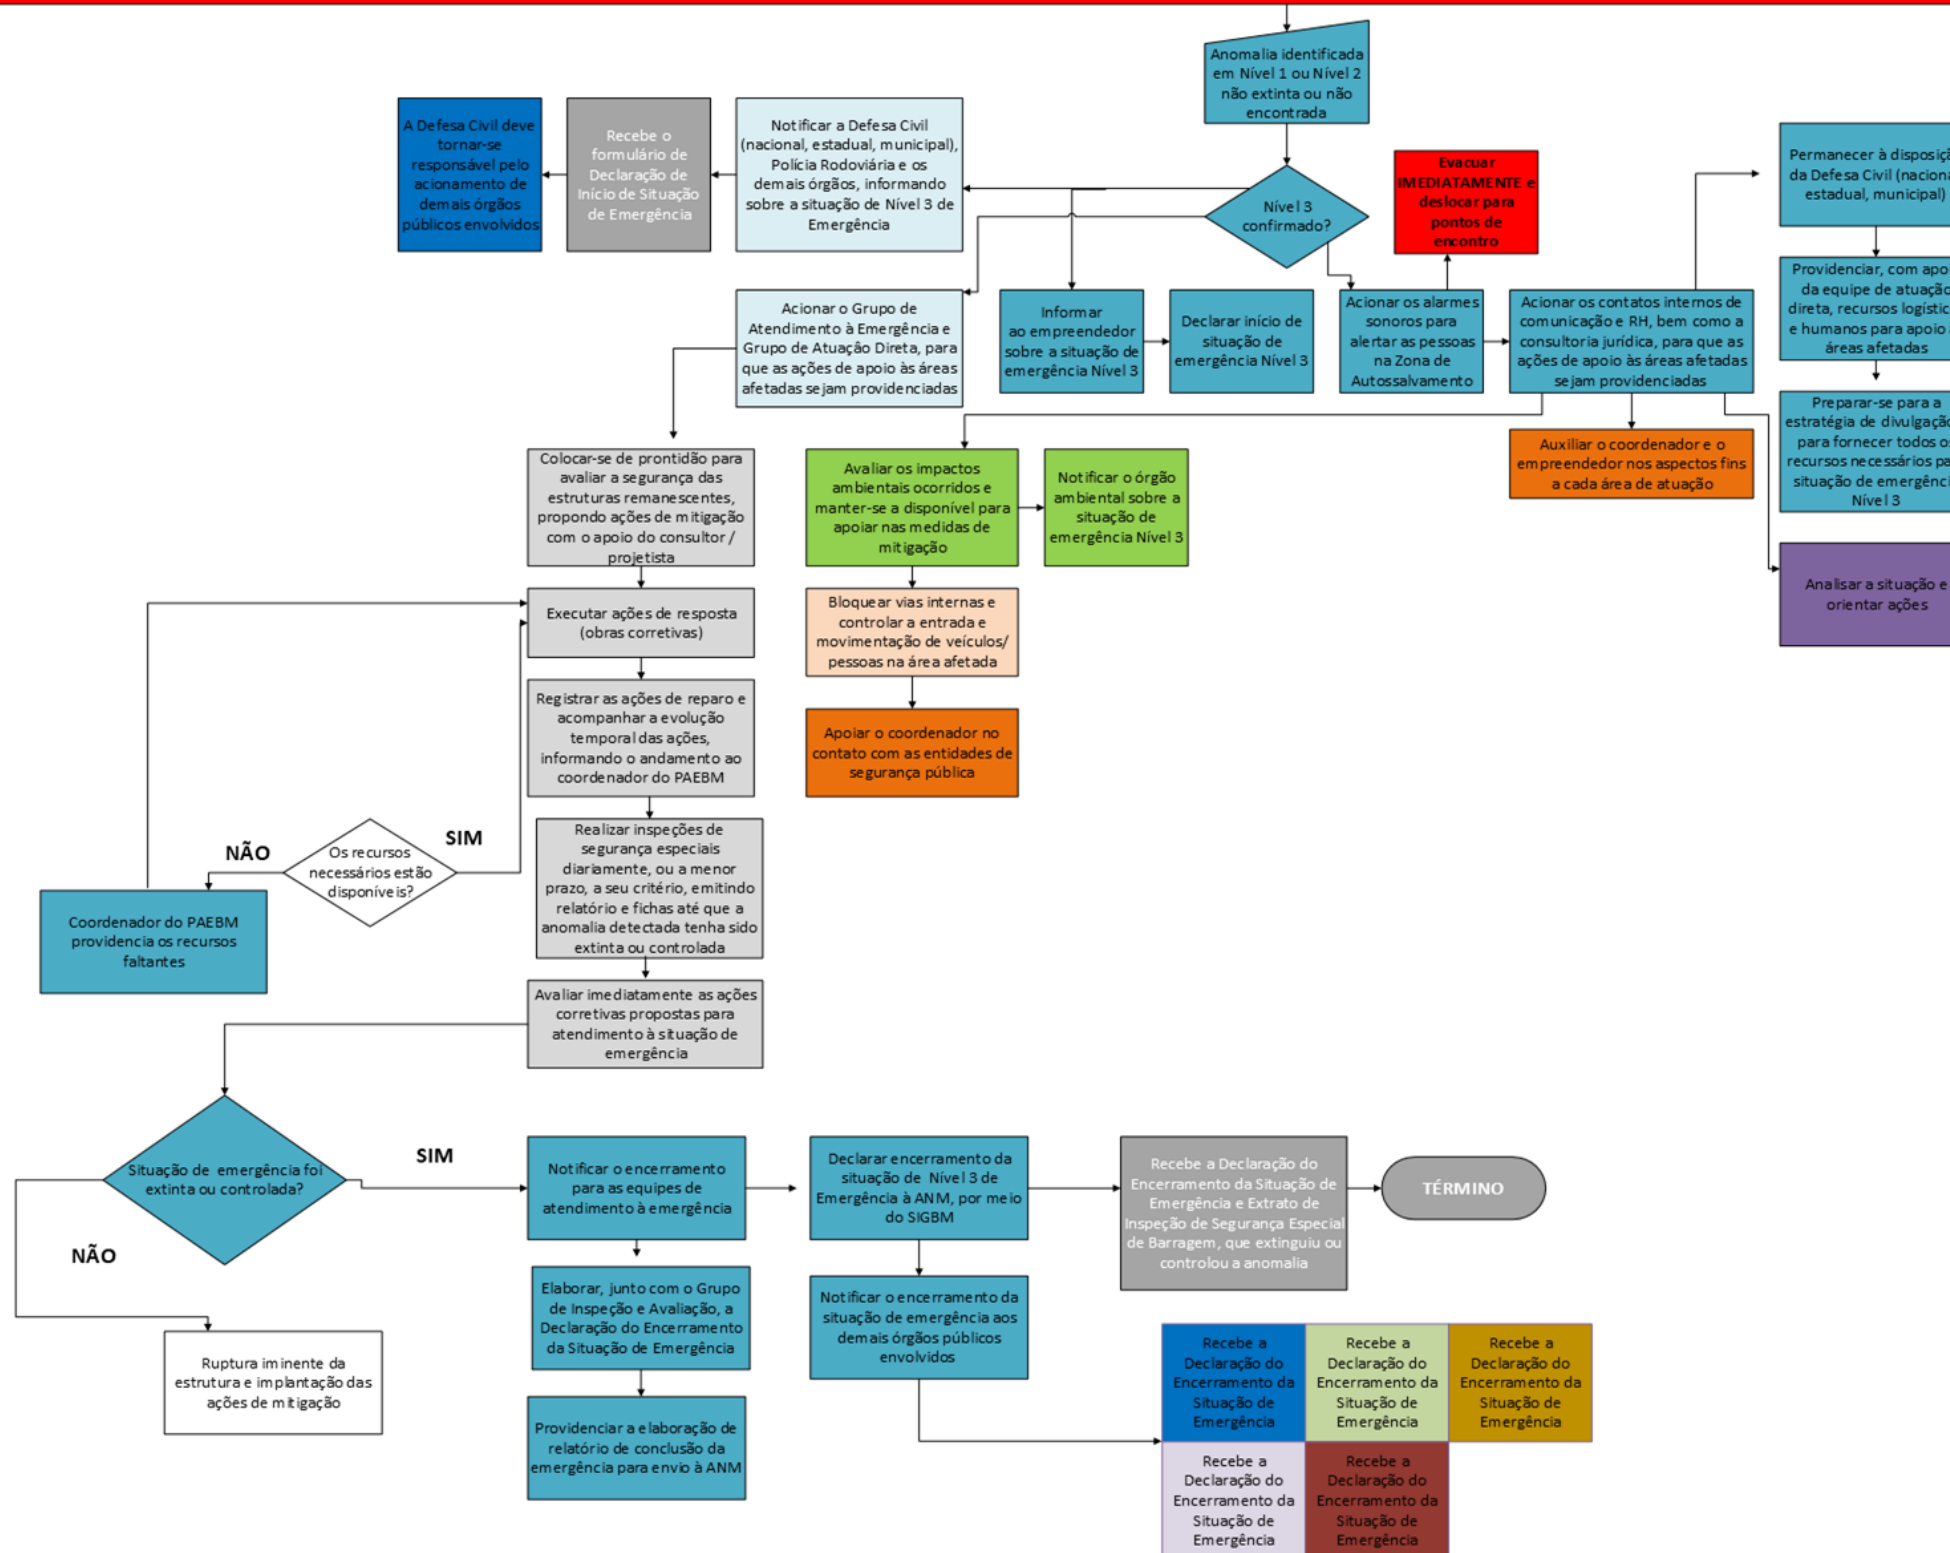 Anomalia identificada
em Nível 1 ou Nível 2
não extinta ou não
encontrada
A Defesa Civil deve
tornar-se
responsável pelo
acionamento de
demais órgãos
públicos envolvidos
Recebe o
formulário de
Declaração de
Início de Situação
de Emergência
Notificar a Defesa Civil
(nacional, estadual, municipal),
Polícia Rodoviária e os
demais órgãos, informando
sobre a situação de Nível 3 de
Emergência
Nível 3
confirmado?
Evacuar
IMEDIATAMENTE e
deslocar para
pontos de
encontro
Permanecer à
da Defesa Civil
estadual, municipal)
Acionar o Grupo de
Atendimento à Emergência e
Grupo de Atuação Direta, para
que as ações de apoio às áreas
afetadas sejam providenciadas
Informar
ao empreendedor
sobre a situação de
emergência Nível 3
Declarar início de
situação de
emergência Nível 3
Acionar os alarmes
sonoros para
alertar as pessoas
na Zona de
Autossalvamento
Acionar os contatos internos de
comunicação e RH, bem como a
consultoria jurídica, para que as
ações de apoio às áreas afetadas
sejam providenciadas
Providenciar, com
da equipe de atuação
direta, recursos
e humanos para apoio
áreas afetadas
Preparar-se para a
estratégia de divulgação
para fornecer todos
recursos necessários
situação de
Nível 3
Auxiliar o coordenador e o
empreendedor nos aspectos fins
a cada área de atuação
Analisar a situação e
orientar ações
Colocar-se de prontidão para
avaliar a segurança das
estruturas remanescentes,
propondo ações de mitigação
com o apoio do consultor /
projetista
Avaliar os impactos
ambientais ocorridos e
manter-se a disponível para
apoiar nas medidas de
mitigação
Notificar o órgão
ambiental sobre a
situação de
emergência Nível 3
Executar ações de resposta
(obras corretivas)
Bloquear vias internas e
controlar a entrada e
movimentação de veículos/
pessoas na área afetada
Registrar as ações de reparo e
acompanhar a evolução
temporal das ações,
informando o andamento ao
coordenador do PAEBM
Apoiar o coordenador no
contato com as entidades de
segurança pública
NÃO
Os recursos
necessários estão
disponíveis?
SIM
Realizar inspeções de
segurança especiais
diariamente, ou a menor
prazo, a seu critério, emitindo
relatório e fichas até que a
anomalia detectada tenha sido
extinta ou controlada
Coordenador do PAEBM
providencia os recursos
faltantes
Avaliar imediatamente as ações
corretivas propostas para
atendimento à situação de
emergência
Situação de emergência foi
extinta ou controlada?
SIM
NÃO
Notificar o encerramento
para as equipes de
atendimento à emergência
Declarar encerramento da
situação de Nível 3 de
Emergência à ANM, por meio
do SIGBM
Recebe a Declaração do
Encerramento da Situação de
Emergência e Extrato de
Inspeção de Segurança Especial
de Barragem, que extinguiu ou
controlou a anomalia
TÉRMINO
Elaborar, junto com o Grupo
de Inspeção e Avaliação, a
Declaração do Encerramento
da Situação de Emergência
Notificar o encerramento da
situação de emergência aos
demais órgãos públicos
envolvidos
Ruptura iminente da
estrutura e implantação das
ações de mitigação
Providenciar a elaboração de
relatório de conclusão da
emergência para envio à ANM
Recebe a
Declaração do
Encerramento da
Situação de
Emergência
Recebe a
Declaração do
Encerramento da
Situação de
Emergência
Recebe a
Declaração do
Encerramento da
Situação de
Emergência
Recebe a
Declaração do
Encerramento da
Situação de
Emergência
Recebe a
Declaração do
Encerramento da
Situação de
Emergência